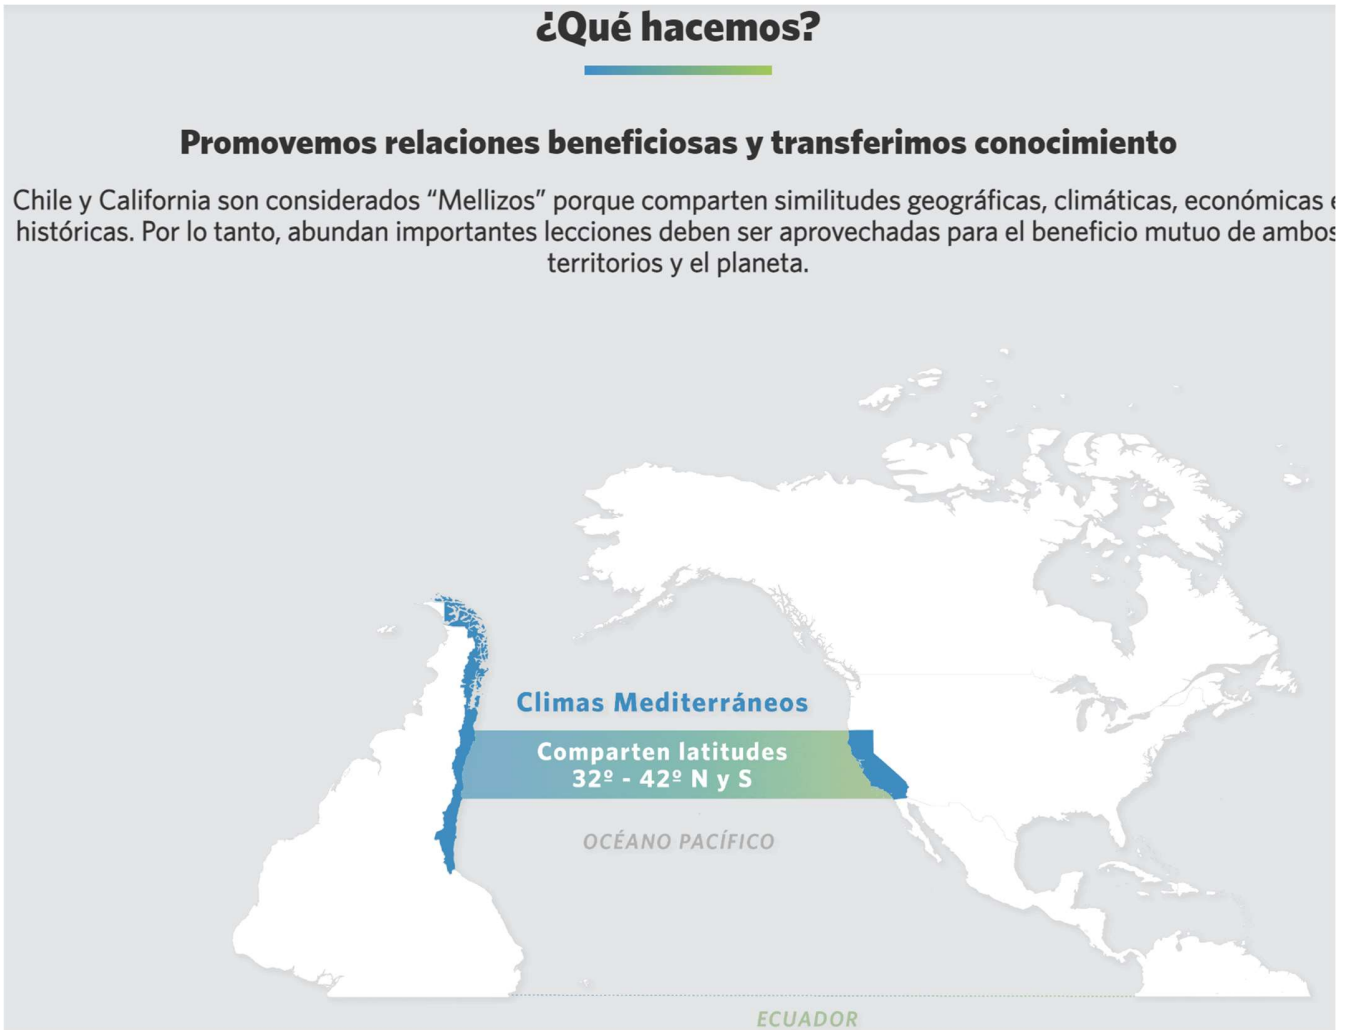 ¿Qué hacemos?
Promovemos relaciones beneficiosas y transferimos conocimiento
Chile y California son considerados “Mellizos” porque comparten similitudes geográficas, climáticas, económicas e
históricas. Por lo tanto, abundan importantes lecciones deben ser aprovechadas para el beneficio mutuo de ambos
territorios y el planeta.
Climas Mediterráneos
Comparten latitudes
32º - 42º N y S
OCÉANO PACÍFICO
ECUADOR